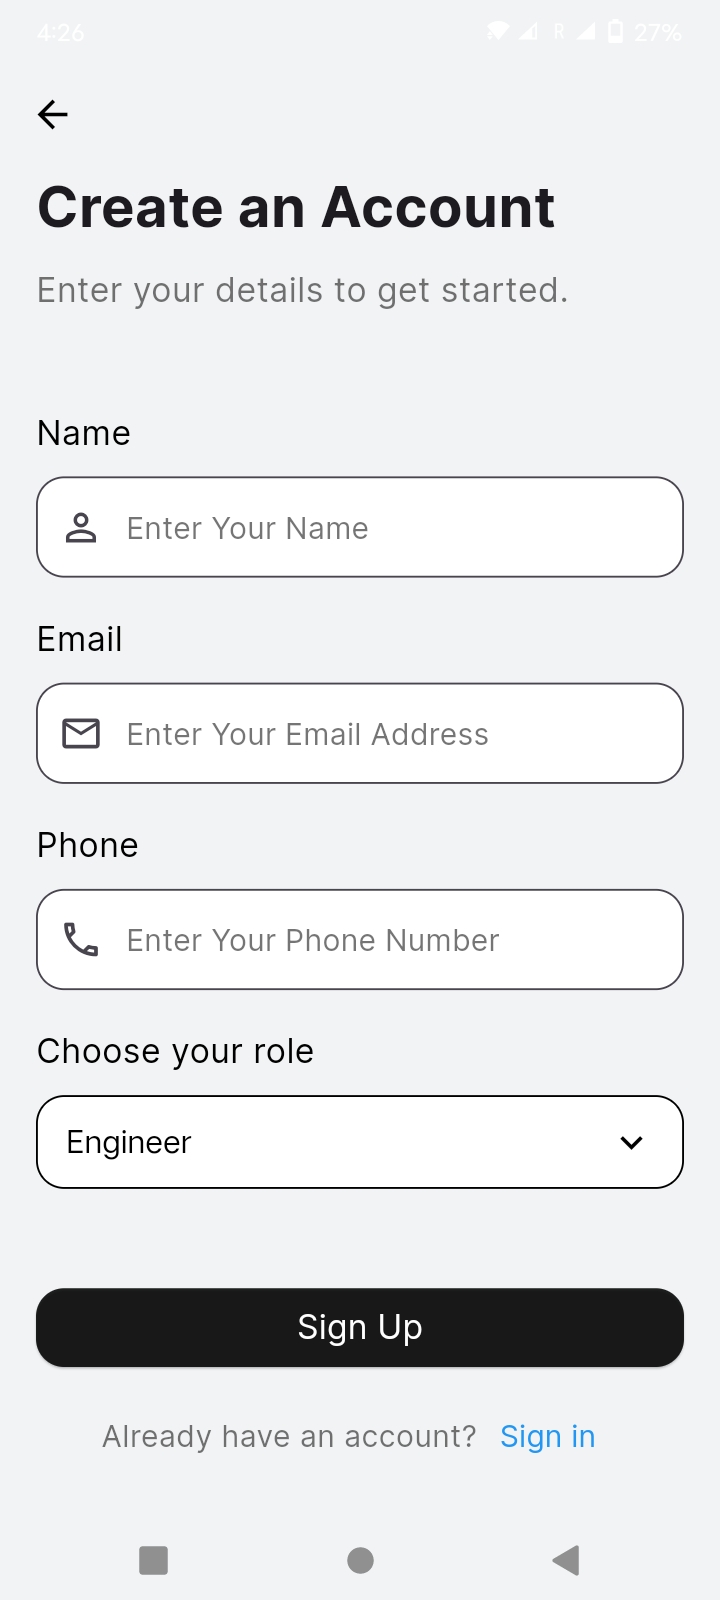 4:26 R 27%
Create an Account
Enter your details to get started.
Name
Enter Your Name
Email
Enter Your Email Address
Phone
Enter Your Phone Number
Choose your role
Engineer
Sign Up
Already have an account? Sign in